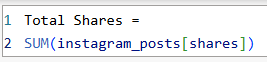 1 Total Shares =
2 SUM(instagram_posts[shares])